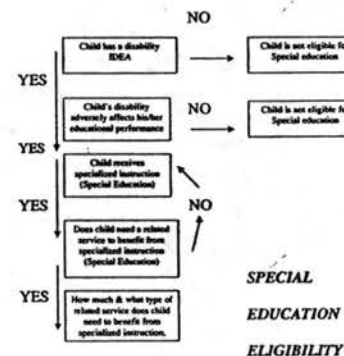 NO
Child has a disability
IDEA
Child is not eligible fo
Special education
YES
Child's disability
adversely affects his/her
educational performance
NO
Child is not eligible fo
Special education
YES
Child receives
specialized instruction
(Special Education)
YES
NO
Does child need a related
service to benefit from
specialized instruction
(Special Education)
YES
How much & what type of
related service does child
need to benefit from
specialized instruction.
SPECIAL
EDUCATION
ELIGIBILITY